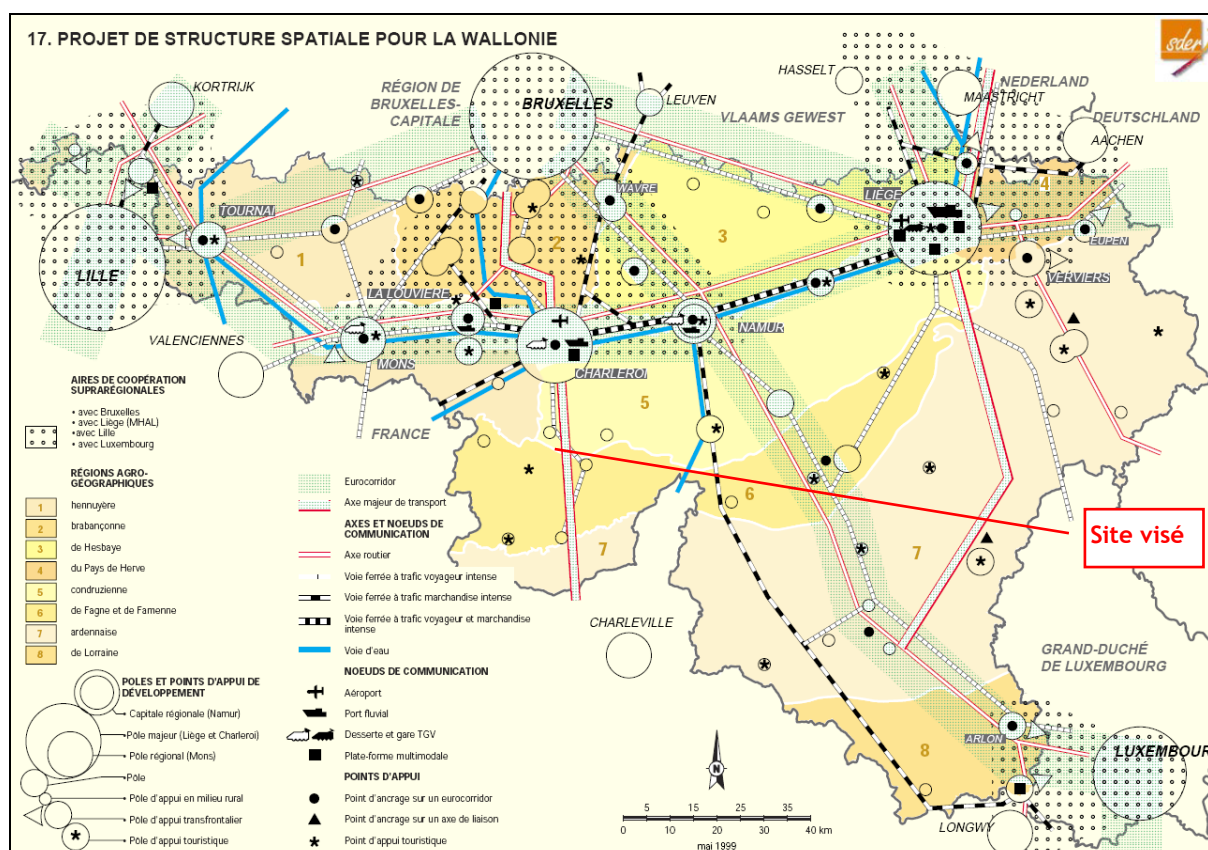 17. PROJET DE STRUCTURE SPATIALE POUR LA WALLONIE
sder
KORTRIJK
RÉGION DE
BRUXELLES-
CAPITALE
BRUXELLES
LEUVEN
VLAAMS GEWEST
HASSELT
NEDERLAND
MAASTRICHT
DEUTSCHLAND
AACHEN
WAVRE
LIÈGE
4
TOURNAI
EUPEN
LILLE
1
2
3
VERVIERS
LA LOUVIERE
NAMUR
VALENCIENNES
MONS
CHARLEROI
FRANCE
5
6
7
7
Site visé
CHARLEVILLE
GRAND-DUCHÉ
DE LUXEMBOURG
8
ARLON
LUXEMBOUR
LONGWY
AIRES DE COOPÉRATION
SUPRARÉGIONALES
• avec Bruxelles
• avec Liège (MHAL)
• avec Lille
• avec Luxembourg
RÉGIONS AGRO-
GÉOGRAPHIQUES
1 hennuyère
2 brabançonne
3 de Hesbaye
4 du Pays de Herve
5 condruzienne
6 de Fagne et de Famenne
7 ardennaise
8 de Lorraine
POLES ET POINTS D'APPUI DE
DÉVELOPPEMENT
Capitale régionale (Namur)
Pôle majeur (Liège et Charleroi)
Pôle régional (Mons)
Pôle
Pôle d'appui en milieu rural
Pôle d'appui transfrontalier
Pôle d'appui touristique
Eurocorridor
Axe majeur de transport
AXES ET NOEUDS DE
COMMUNICATION
Axe routier
Voie ferrée à trafic voyageur intense
Voie ferrée à trafic marchandise intense
Voie ferrée à trafic voyageur et marchandise
intense
Voie d'eau
NOEUDS DE COMMUNICATION
Aéroport
Port fluvial
Desserte et gare TGV
Plate-forme multimodale
POINTS D'APPUI
Point d'ancrage sur un eurocorridor
Point d'ancrage sur un axe de liaison
Point d'appui touristique
N
5 15 25 35
0 10 20 30 40 km
mai 1999